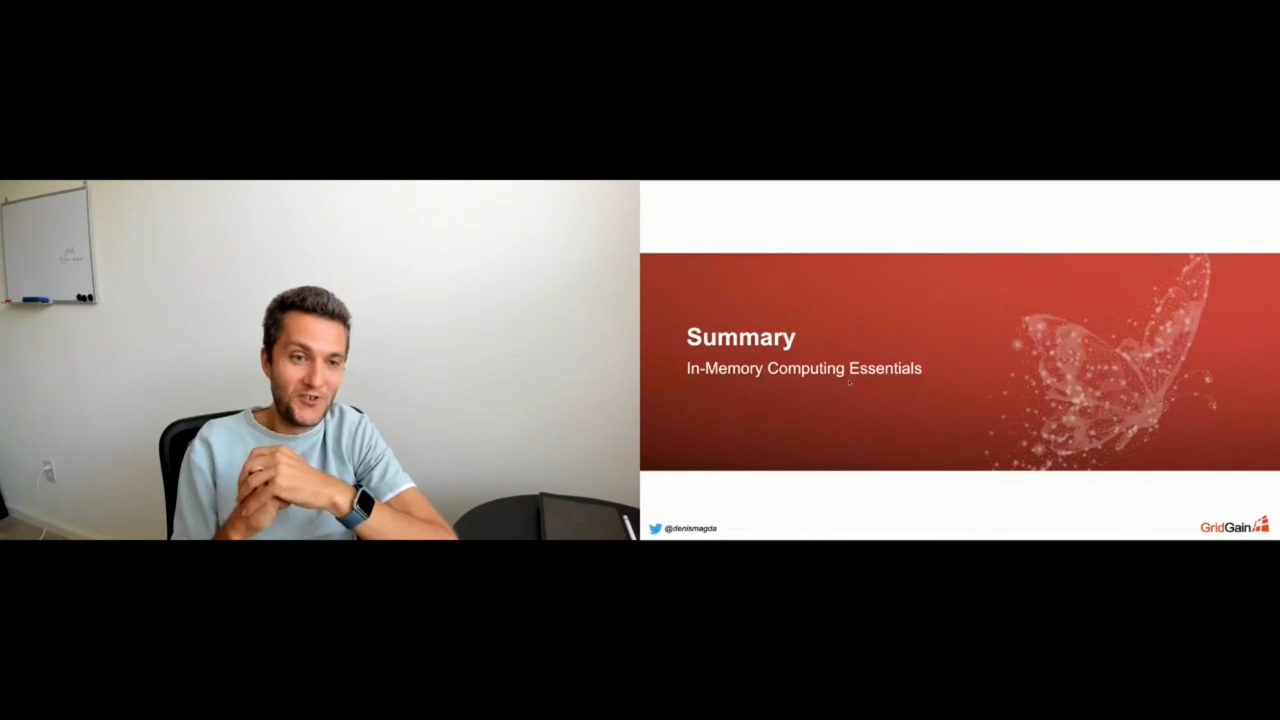 Summary
In-Memory Computing Essentials
@denismagda
GridGain